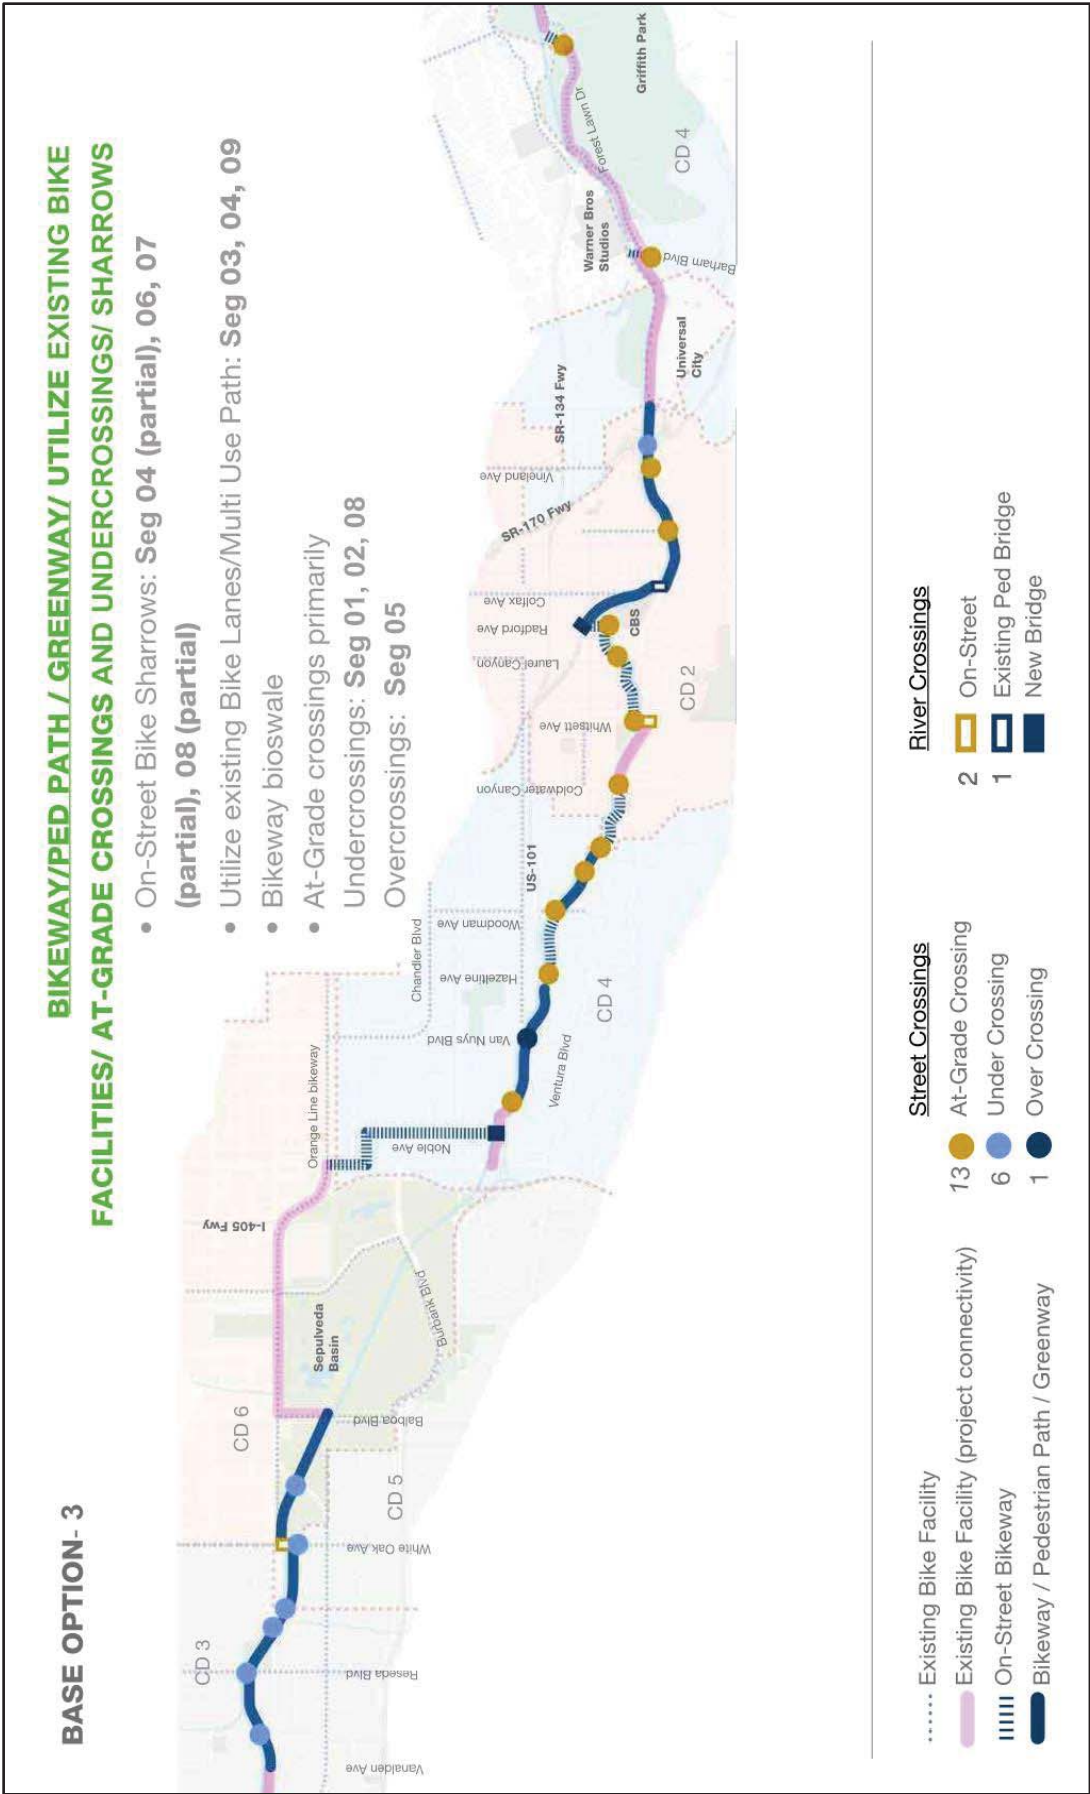 BASE OPTION- 3
BIKEWAY/PED PATH / GREENWAY/ UTILIZE EXISTING BIKE
FACILITIES/ AT-GRADE CROSSINGS AND UNDERCROSSINGS/ SHARROWS
• On-Street Bike Sharrows: Seg 04 (partial), 06, 07
(partial), 08 (partial)
• Utilize existing Bike Lanes/Multi Use Path: Seg 03, 04, 09
• Bikeway bioswale
• At-Grade crossings primarily
Undercrossings: Seg 01, 02, 08
Overcrossings: Seg 05
CD 3
Vanalden Ave
Reseda Blvd
White Oak Ave
CD 5
CD 6
Balboa Blvd
Sepulveda
Basin
Burbank Blvd
I-405 Fwy
Orange Line bikeway
Noble Ave
Chandler Blvd
Van Nuys Blvd
Ventura Blvd
Hazeltine Ave
Woodman Ave
CD 4
US-101
Coldwater Canyon
Whitsett Ave
CD 2
Laurel Canyon
Radford Ave
Colfax Ave
CBS
SR-170 Fwy
Vineland Ave
SR-134 Fwy
Universal
City
Barham Blvd
Warner Bros
Studios
Forest Lawn Dr
CD 4
Griffith Park
Existing Bike Facility
Existing Bike Facility (project connectivity)
On-Street Bikeway
Bikeway / Pedestrian Path / Greenway
Street Crossings
13 At-Grade Crossing
6 Under Crossing
1 Over Crossing
River Crossings
2 On-Street
1 Existing Ped Bridge
New Bridge